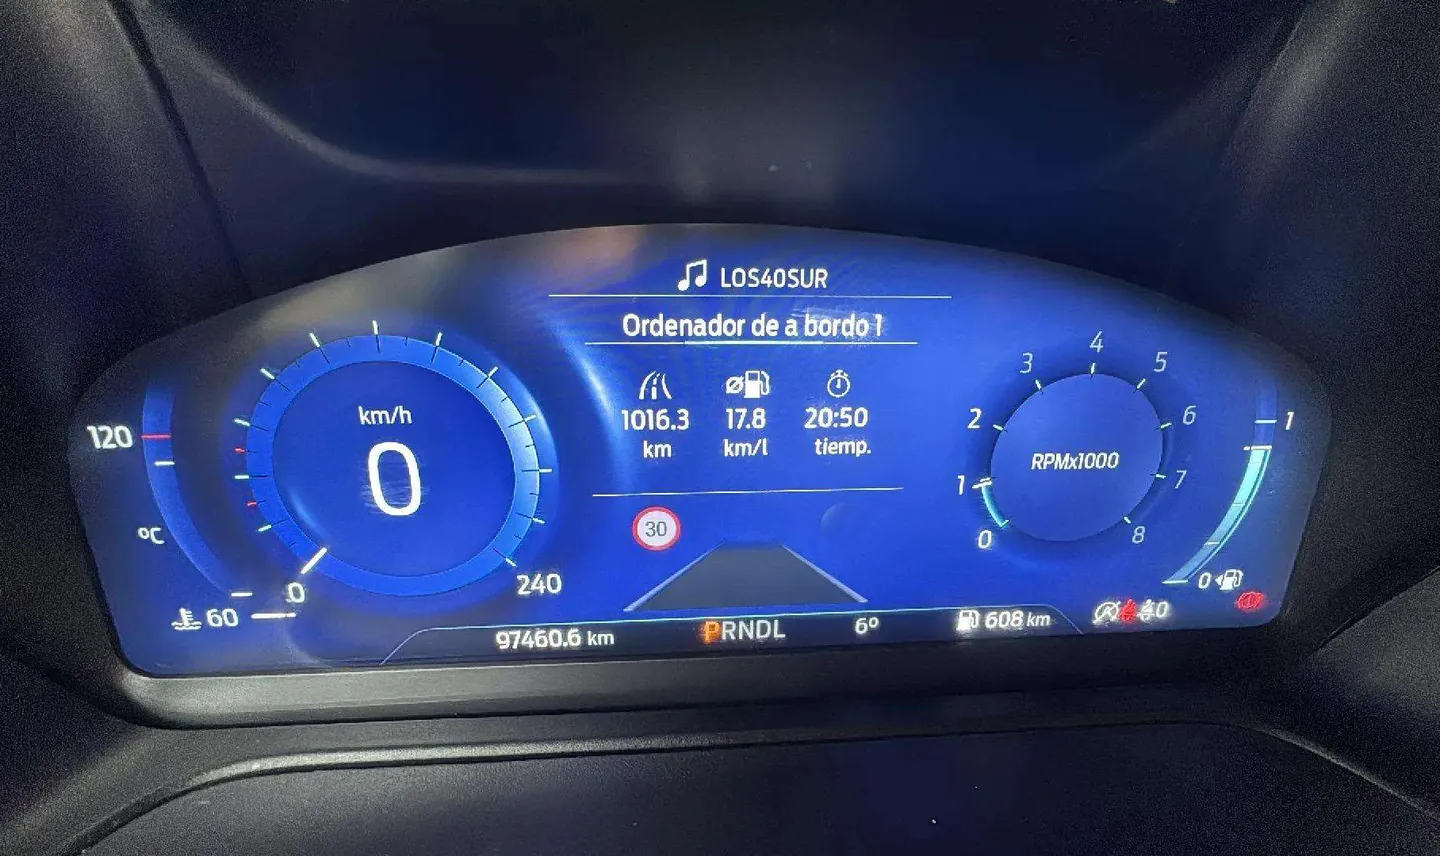 LOS40SUR
Ordenador de a bordo 1
1016.3 17.8 20:50
km km/l tiemp.
km/h
0
0
240
120
ºC
60
30
RPMx1000
0 1 2 3 4 5 6 7 8
1
0
97460.6 km PRNDL 6º 608 km
0